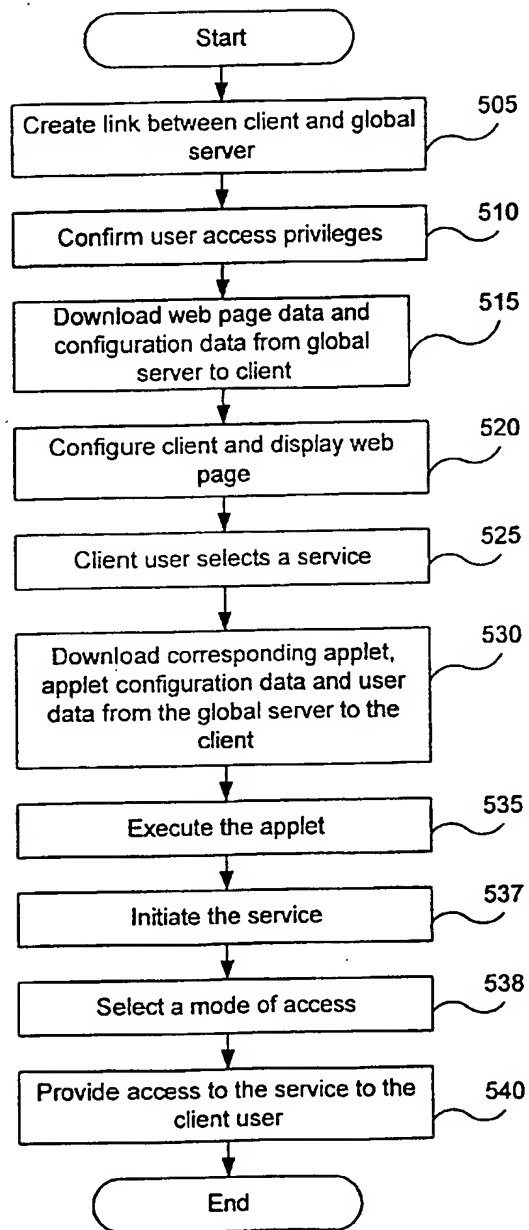 Start
505
Create link between client and global
server
510
Confirm user access privileges
515
Download web page data and
configuration data from global
server to client
520
Configure client and display web
page
525
Client user selects a service
530
Download corresponding applet,
applet configuration data and user
data from the global server to the
client
535
Execute the applet
537
Initiate the service
538
Select a mode of access
540
Provide access to the service to the
client user
End